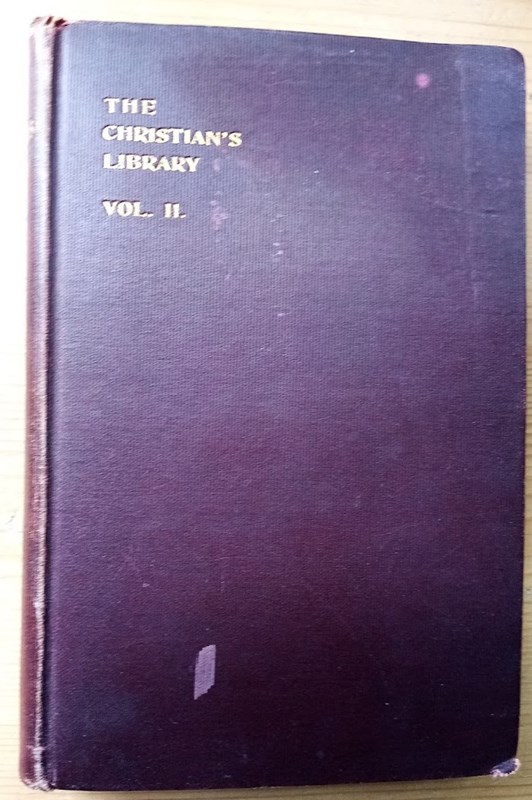 THE
CHRISTIAN'S
LIBRARY
VOL. II.